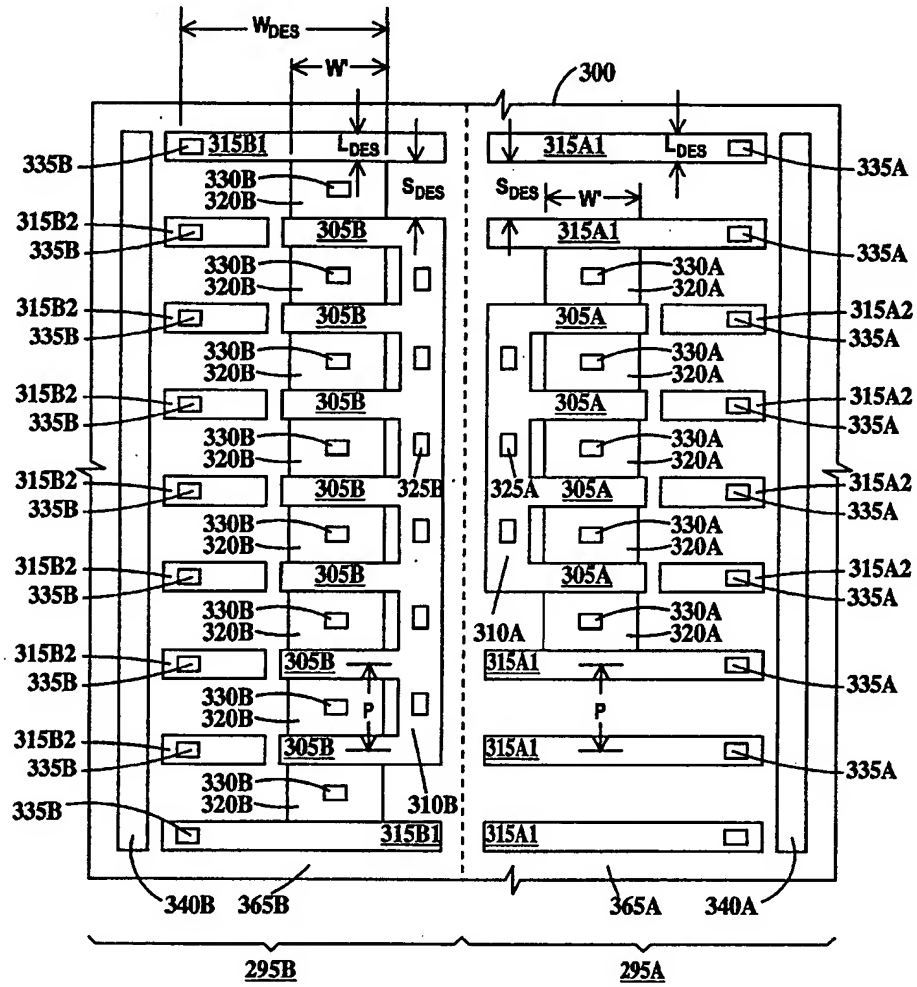 W_DES
W'
300
335B
315B1
L_DES
315A1
L_DES
335A
330B
320B
S_DES
S_DES
W'
315B2
335B
305B
315A1
335A
330B
320B
330A
320A
315B2
335B
305B
305A
315A2
335A
330B
320B
330A
320A
315B2
335B
305B
305A
315A2
335A
330B
320B
325B
325A
330A
320A
315B2
335B
305B
305A
315A2
335A
330B
320B
330A
320A
315B2
335B
305B
305A
315A2
335A
330B
320B
310A
330A
320A
315B2
335B
305B
315A1
335A
330B
320B
P
P
315B2
335B
305B
315A1
335A
330B
320B
310B
335B
315B1
315A1
340B
365B
365A
340A
295B
295A